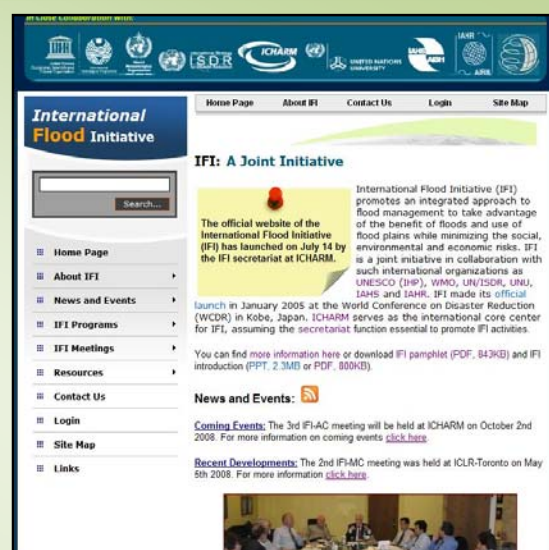 In Close Collaboration with:
ISDR
ICHARM
UNITED NATIONS
UNIVERSITY
IAHS
AISH
IAHR
AIRH
Home Page About IFI Contact Us Login Site Map
International
Flood Initiative
Search...
Home Page
About IFI
News and Events
IFI Programs
IFI Meetings
Resources
Contact Us
Login
Site Map
Links
IFI: A Joint Initiative
The official website of the
International Flood Initiative
(IFI) has launched on July 14 by
the IFI secretariat at ICHARM.
International Flood Initiative (IFI)
promotes an integrated approach to
flood management to take advantage
of the benefit of floods and use of
flood plains while minimizing the social,
environmental and economic risks. IFI
is a joint initiative in collaboration with
such international organizations as
UNESCO (IHP), WMO, UN/ISDR, UNU,
IAHS and IAHR. IFI made its official
launch in January 2005 at the World Conference on Disaster Reduction
(WCDR) in Kobe, Japan. ICHARM serves as the international core center
for IFI, assuming the secretariat function essential to promote IFI activities.
You can find more information here or download IFI pamphlet (PDF, 843KB) and IFI
introduction (PPT, 2.3MB or PDF, 800KB).
News and Events:
Coming Events: The 3rd IFI-AC meeting will be held at ICHARM on October 2nd
2008. For more information on coming events click here.
Recent Developments: The 2nd IFI-MC meeting was held at ICLR-Toronto on May
5th 2008. For more information click here.